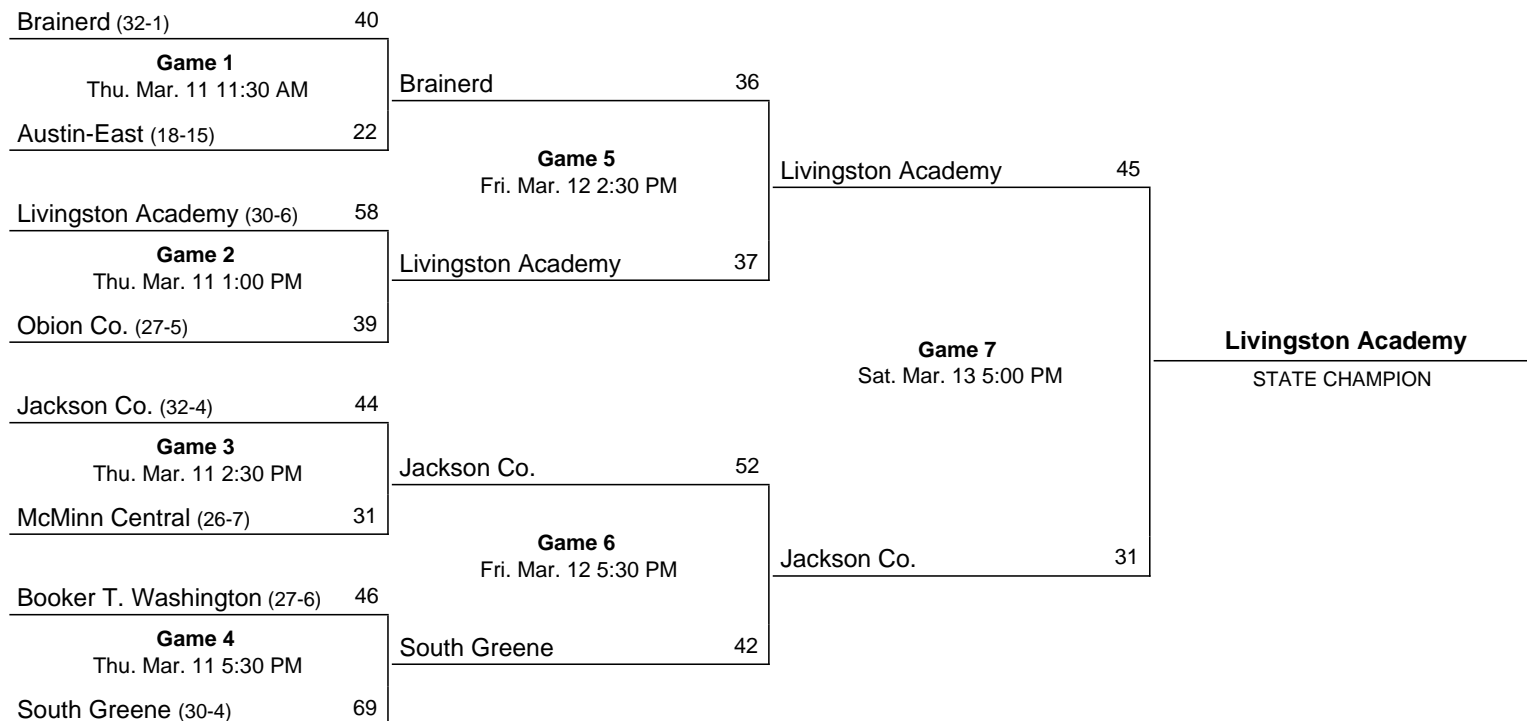 Brainerd (32-1) 40
Game 1
Thu. Mar. 11 11:30 AM
Austin-East (18-15) 22
Livingston Academy (30-6) 58
Game 2
Thu. Mar. 11 1:00 PM
Obion Co. (27-5) 39
Jackson Co. (32-4) 44
Game 3
Thu. Mar. 11 2:30 PM
McMinn Central (26-7) 31
Booker T. Washington (27-6) 46
Game 4
Thu. Mar. 11 5:30 PM
South Greene (30-4) 69
Brainerd 36
Game 5
Fri. Mar. 12 2:30 PM
Livingston Academy 37
Jackson Co. 52
Game 6
Fri. Mar. 12 5:30 PM
South Greene 42
Livingston Academy 45
Game 7
Sat. Mar. 13 5:00 PM
Jackson Co. 31
Livingston Academy
STATE CHAMPION